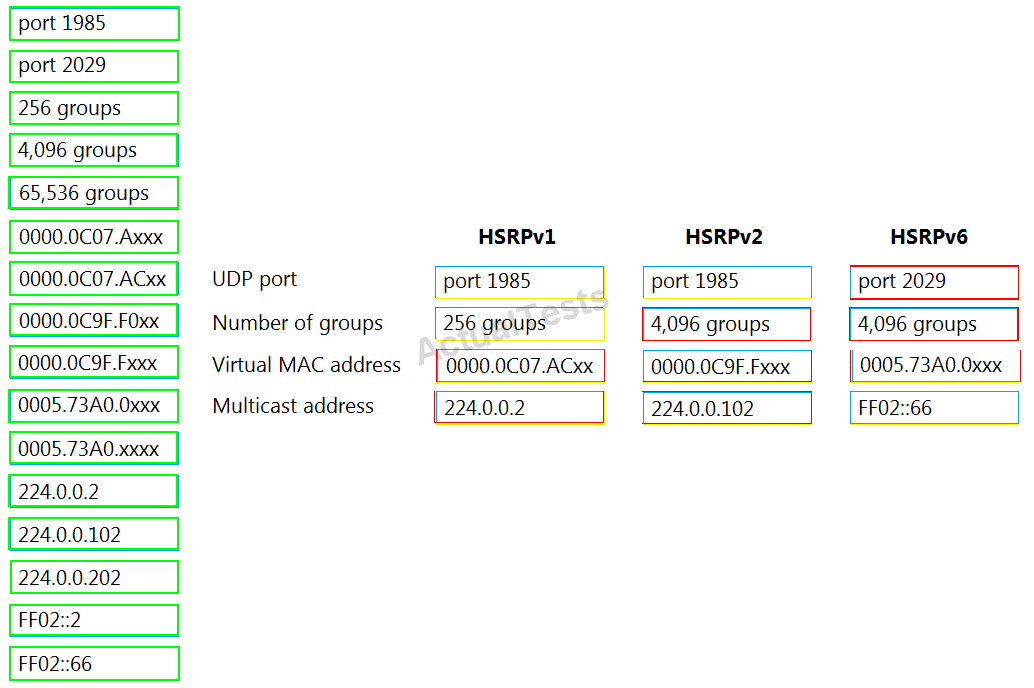 port 1985
port 2029
256 groups
4,096 groups
65,536 groups
0000.0C07.Axxx
0000.0C07.ACxx
0000.0C9F.F0xx
0000.0C9F.Fxxx
0005.73A0.0xxx
0005.73A0.xxxx
224.0.0.2
224.0.0.102
224.0.0.202
FF02::2
FF02::66
HSRPv1 HSRPv2 HSRPv6
UDP port port 1985 port 1985 port 2029
Number of groups 256 groups 4,096 groups 4,096 groups
Virtual MAC address 0000.0C07.ACxx 0000.0C9F.Fxxx 0005.73A0.0xxx
Multicast address 224.0.0.2 224.0.0.102 FF02::66
ActualTests